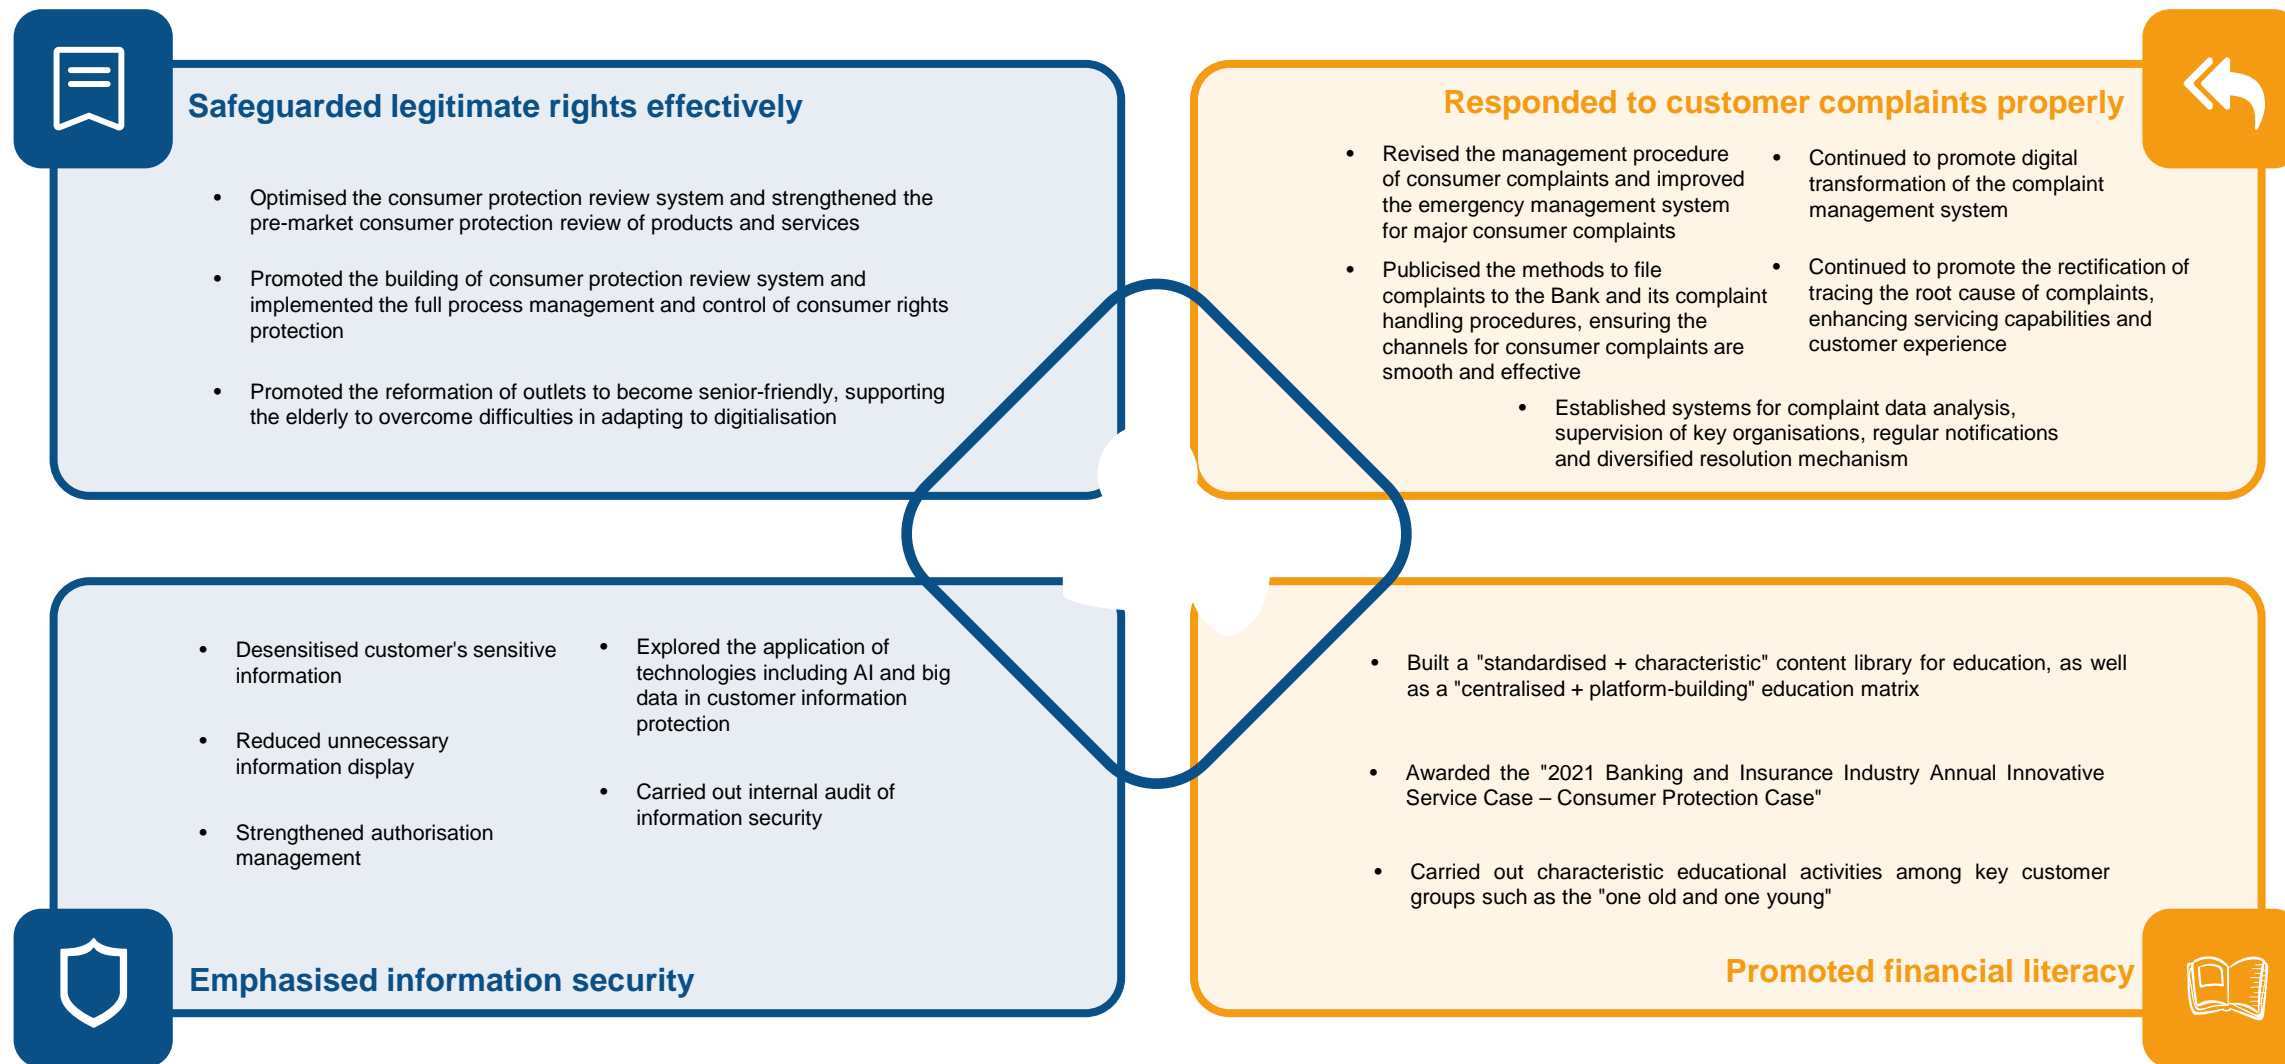 Safeguarded legitimate rights effectively
• Optimised the consumer protection review system and strengthened the
pre-market consumer protection review of products and services
• Promoted the building of consumer protection review system and
implemented the full process management and control of consumer rights
protection
• Promoted the reformation of outlets to become senior-friendly, supporting
the elderly to overcome difficulties in adapting to digitialisation
Responded to customer complaints properly
• Revised the management procedure
of consumer complaints and improved
the emergency management system
for major consumer complaints
• Publicised the methods to file
complaints to the Bank and its complaint
handling procedures, ensuring the
channels for consumer complaints are
smooth and effective
• Continued to promote digital
transformation of the complaint
management system
• Continued to promote the rectification of
tracing the root cause of complaints,
enhancing servicing capabilities and
customer experience
• Established systems for complaint data analysis,
supervision of key organisations, regular notifications
and diversified resolution mechanism
• Desensitised customer's sensitive
information
• Reduced unnecessary
information display
• Strengthened authorisation
management
• Explored the application of
technologies including AI and big
data in customer information
protection
• Carried out internal audit of
information security
Emphasised information security
• Built a "standardised + characteristic" content library for education, as well
as a "centralised + platform-building" education matrix
• Awarded the "2021 Banking and Insurance Industry Annual Innovative
Service Case – Consumer Protection Case"
• Carried out characteristic educational activities among key customer
groups such as the "one old and one young"
Promoted financial literacy